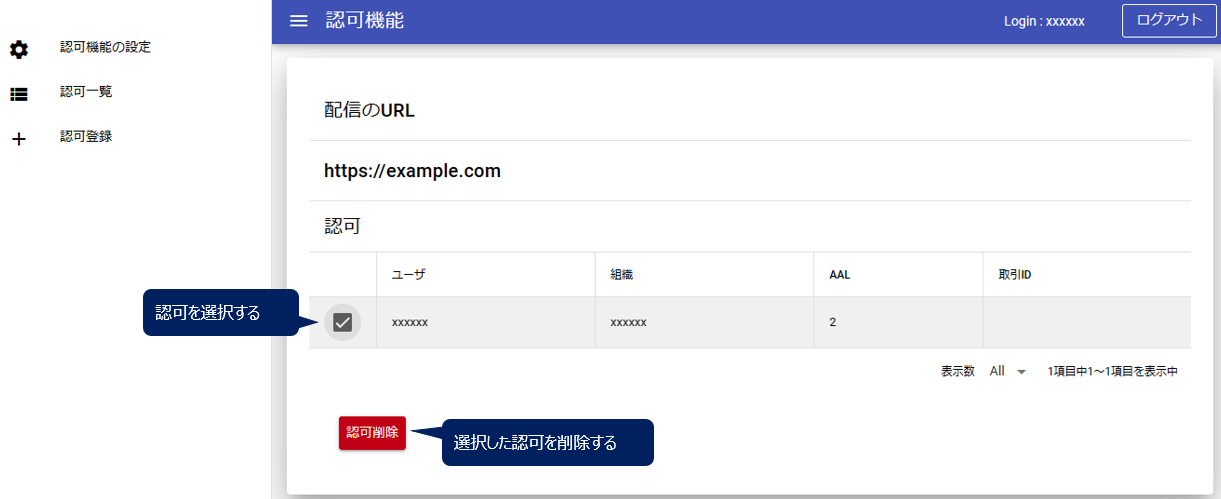 認可機能
Login : xxxxxx
ログアウト
認可機能の設定
認可一覧
認可登録
配信のURL
https://example.com
認可
ユーザ
組織
AAL
取引ID
認可を選択する
xxxxxx
xxxxxx
2
表示数
All
1項目中1～1項目を表示中
認可削除
選択した認可を削除する